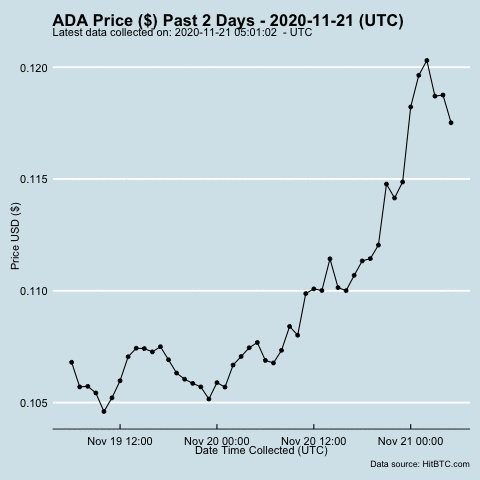 ADA Price ($) Past 2 Days - 2020-11-21 (UTC)
Latest data collected on: 2020-11-21 05:01:02  - UTC
0.120
0.115
Price USD ($)
0.110
0.105
Nov 19 12:00 Nov 20 00:00 Nov 20 12:00 Nov 21 00:00
Date Time Collected (UTC)
Data source: HitBTC.com